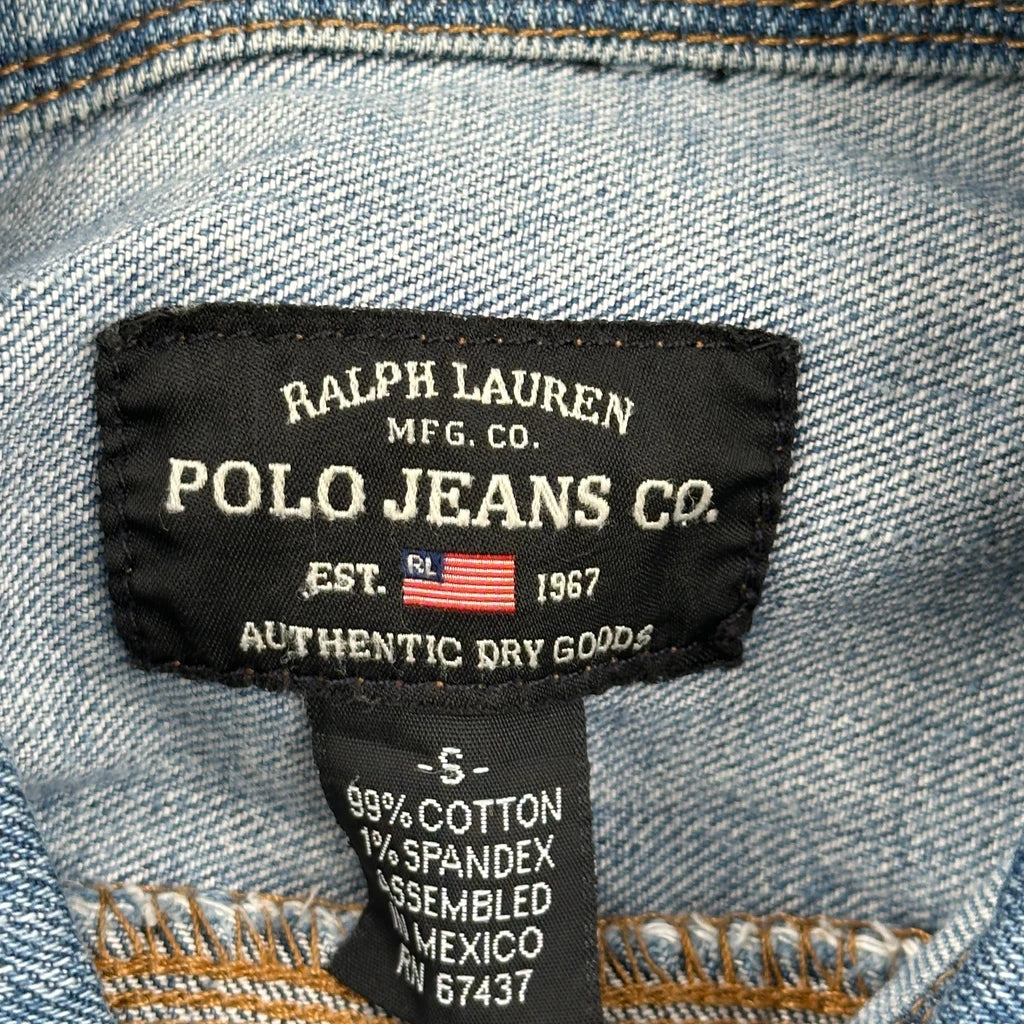 RALPH LAUREN
MFG. CO.
POLO JEANS CO.
EST. RL 1967
AUTHENTIC DRY GOODS
-S-
99% COTTON
1% SPANDEX
ASSEMBLED
IN MEXICO
RN 67437